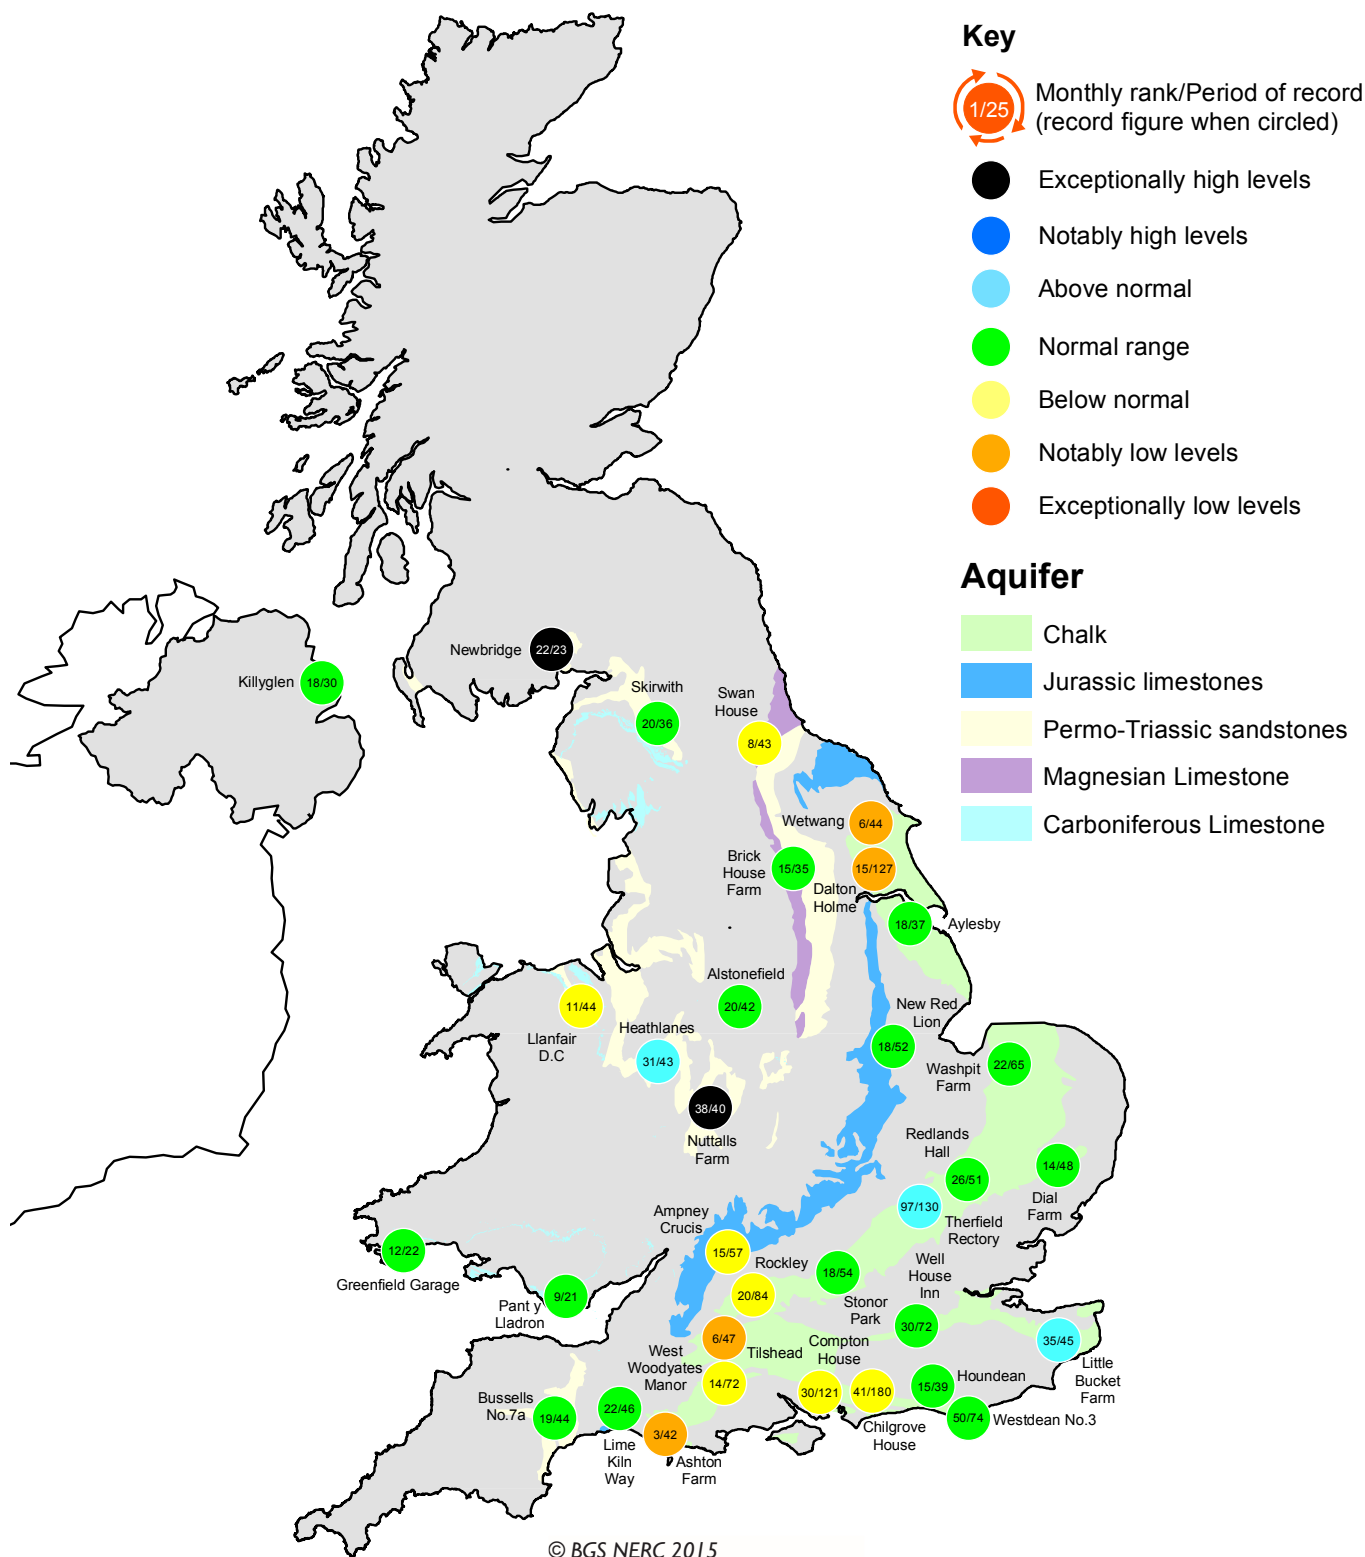 Key
1/25
Monthly rank/Period of record
(record figure when circled)
Exceptionally high levels
Notably high levels
Above normal
Normal range
Below normal
Notably low levels
Exceptionally low levels
Aquifer
Chalk
Jurassic limestones
Permo-Triassic sandstones
Magnesian Limestone
Carboniferous Limestone
Newbridge
22/23
Killyglen
18/30
Skirwith
20/36
Swan
House
8/43
Wetwang
6/44
Brick
House
Farm
15/35
Dalton
Holme
15/127
18/37
Aylesby
Alstonefield
20/42
Llanfair
D.C
11/44
Heathlanes
31/43
New Red
Lion
18/52
Washpit
Farm
22/65
38/40
Nuttalls
Farm
Redlands
Hall
26/51
14/48
Dial
Farm
97/130
Therfield
Rectory
Ampney
Crucis
15/57
Rockley
20/84
18/54
Stonor
Park
Well
House
Inn
30/72
12/22
Greenfield Garage
9/21
Pant y
Lladron
6/47
Tilshead
West
Woodyates
Manor
14/72
Compton
House
30/121
41/180
Chilgrove
House
15/39
Houndean
35/45
Little
Bucket
Farm
50/74
Westdean No.3
Bussells
No.7a
19/44
22/46
Lime
Kiln
Way
3/42
Ashton
Farm
© BGS NERC 2015